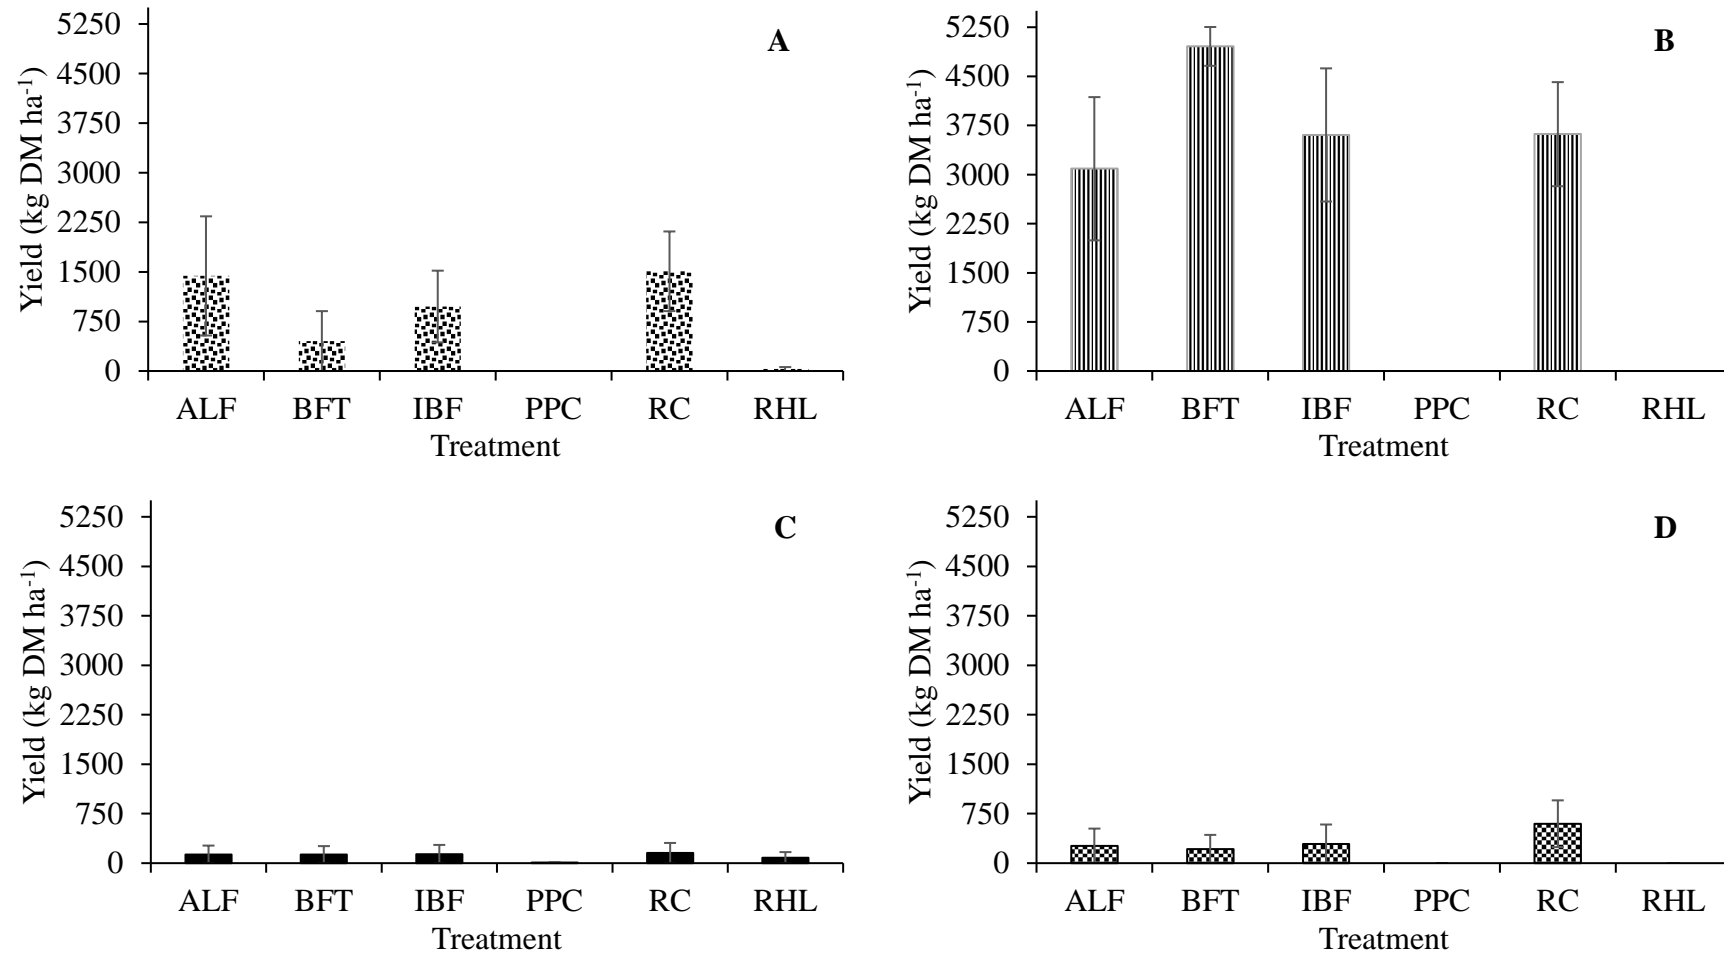 A
Yield (kg DM ha⁻¹)
5250
4500
3750
3000
2250
1500
750
0
ALF BFT IBF PPC RC RHL
Treatment
B
Yield (kg DM ha⁻¹)
5250
4500
3750
3000
2250
1500
750
0
ALF BFT IBF PPC RC RHL
Treatment
C
Yield (kg DM ha⁻¹)
5250
4500
3750
3000
2250
1500
750
0
ALF BFT IBF PPC RC RHL
Treatment
D
Yield (kg DM ha⁻¹)
5250
4500
3750
3000
2250
1500
750
0
ALF BFT IBF PPC RC RHL
Treatment